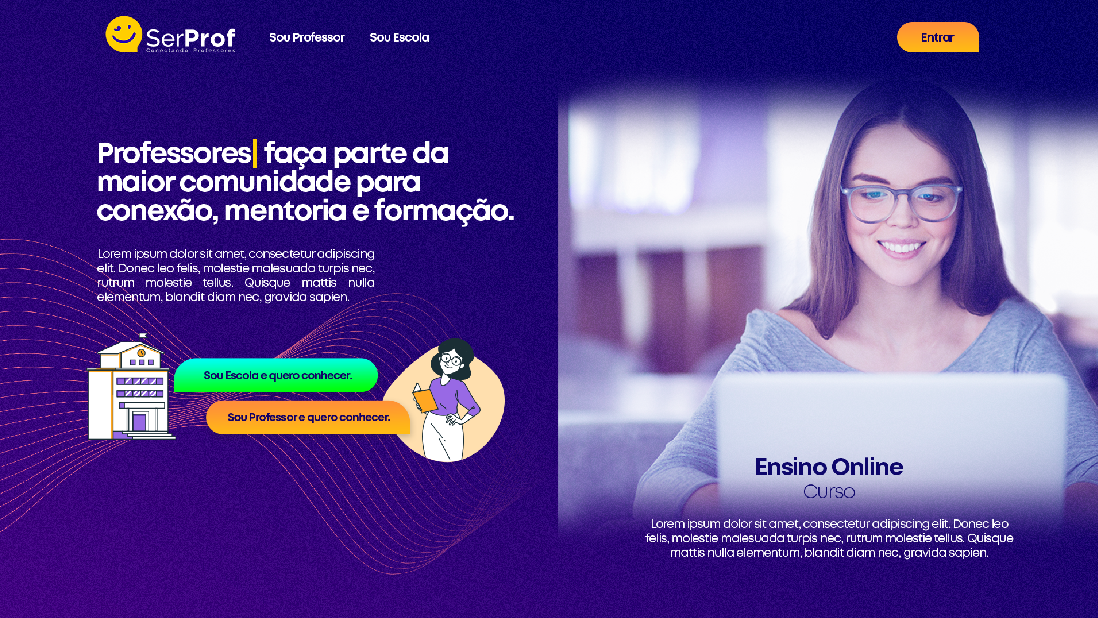 SerProf
Conectando Professores
Sou Professor
Sou Escola
Entrar
Professores| faça parte da
maior comunidade para
conexão, mentoria e formação.
Lorem ipsum dolor sit amet, consectetur adipiscing
elit. Donec leo felis, molestie malesuada turpis nec,
rutrum molestie tellus. Quisque mattis nulla
elementum, blandit diam nec, gravida sapien.
Sou Escola e quero conhecer.
Sou Professor e quero conhecer.
Ensino Online
Curso
Lorem ipsum dolor sit amet, consectetur adipiscing elit. Donec leo
felis, molestie malesuada turpis nec, rutrum molestie tellus. Quisque
mattis nulla elementum, blandit diam nec, gravida sapien.